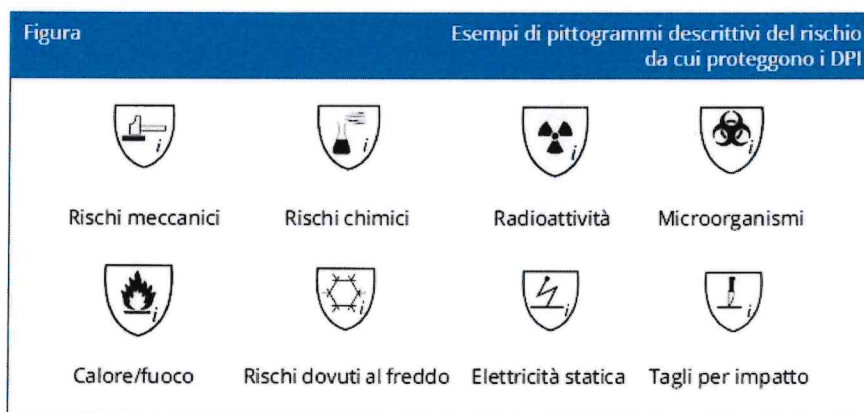 Figura
Esempi di pittogrammi descrittivi del rischio
da cui proteggono i DPI
i i i i
Rischi meccanici Rischi chimici Radioattività Microorganismi
i i i i
Calore/fuoco Rischi dovuti al freddo Elettricità statica Tagli per impatto